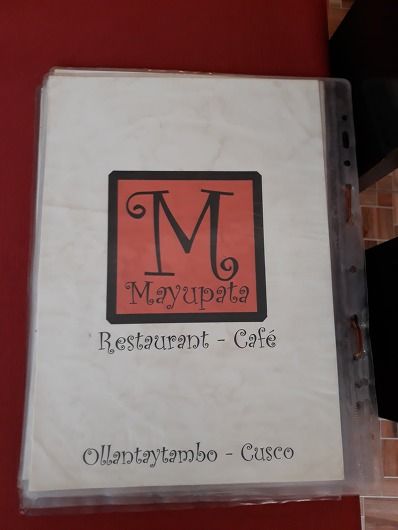 M
Mayupata
Restaurant - Café
Ollantaytambo - Cusco